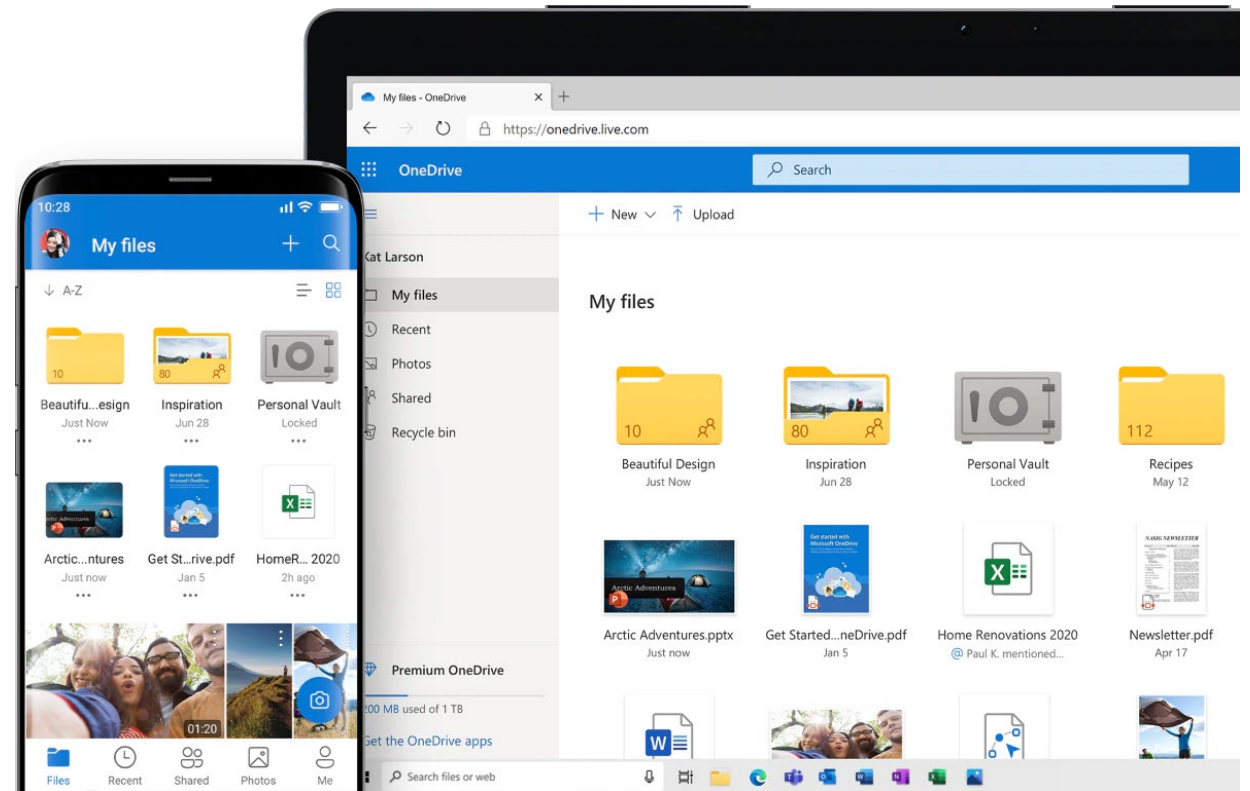 My files - OneDrive
https://onedrive.live.com
OneDrive
Search
New
Upload
Kat Larson
My files
Recent
Photos
Shared
Recycle bin
My files
10
80
112
Beautiful Design
Inspiration
Personal Vault
Recipes
Just Now
Jun 28
Locked
May 12
Get started with
Microsoft OneDrive
NASIG NEWSLETTER
Arctic Adventures
Arctic Adventures.pptx
Get Started...neDrive.pdf
Home Renovations 2020
Newsletter.pdf
Just now
Jan 5
@ Paul K. mentioned...
Apr 17
Premium OneDrive
200 MB used of 1 TB
Get the OneDrive apps
Search files or web
10:28
My files
A-Z
10
80
Beautifu...esign
Inspiration
Personal Vault
Just Now
Jun 28
Locked
Get started with
Microsoft OneDrive
Arctic...ntures
Get St...rive.pdf
HomeR... 2020
Just now
Jan 5
2h ago
01:20
Files
Recent
Shared
Photos
Me